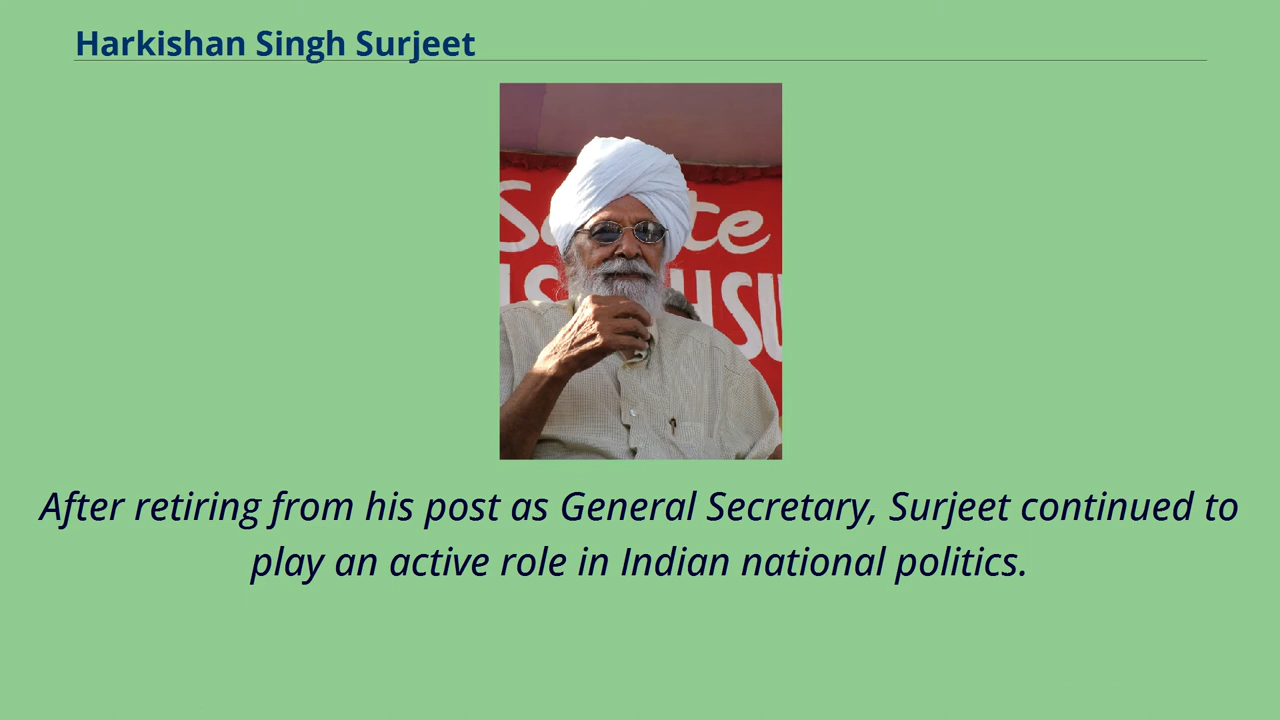 Harkishan Singh Surjeet
After retiring from his post as General Secretary, Surjeet continued to
play an active role in Indian national politics.